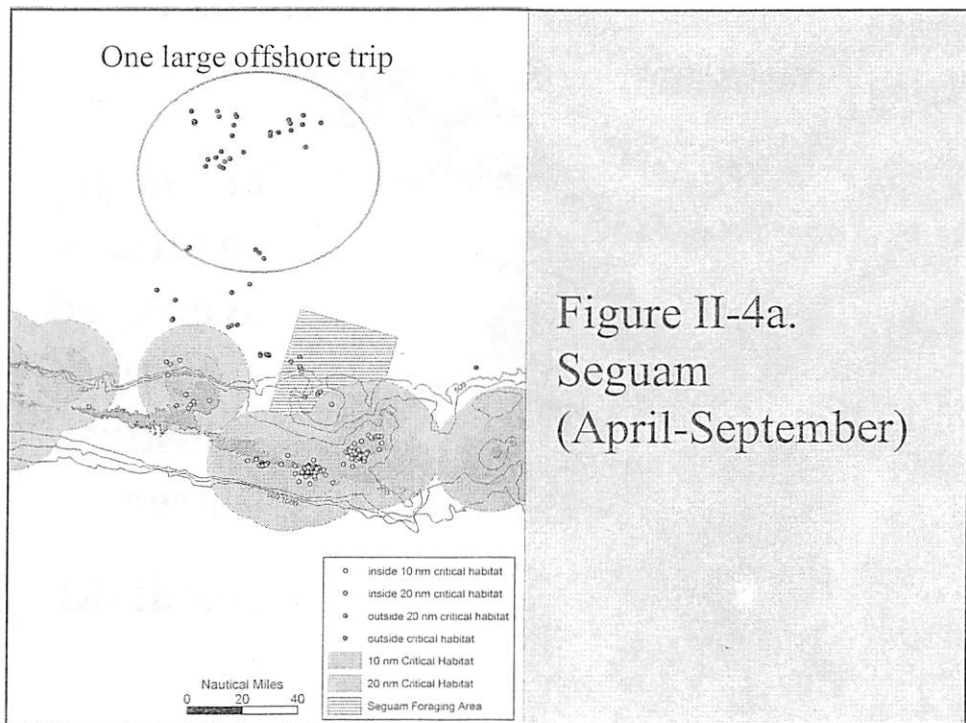 One large offshore trip
Figure II-4a.
Seguam
(April-September)
inside 10 nm critical habitat
inside 20 nm critical habitat
outside 20 nm critical habitat
outside critical habitat
10 nm Critical Habitat
20 nm Critical Habitat
Seguam Foraging Area
Nautical Miles
0 20 40